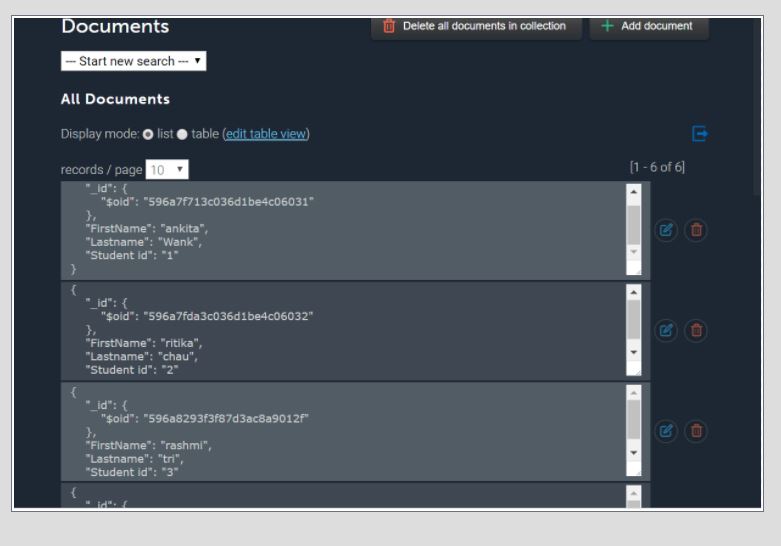 Documents
Delete all documents in collection
Add document
--- Start new search ---
All Documents
Display mode: list table (edit table view)
records / page 10
[1 - 6 of 6]
"_id": {
"$oid": "596a7f713c036d1be4c06031"
},
"FirstName": "ankita",
"Lastname": "Wank",
"Student id": "1"
}
{
"_id": {
"$oid": "596a7fda3c036d1be4c06032"
},
"FirstName": "ritika",
"Lastname": "chau",
"Student id": "2"
{
"_id": {
"$oid": "596a8293f3f87d3ac8a9012f"
},
"FirstName": "rashmi",
"Lastname": "tri",
"Student id": "3"
{
"_id": {